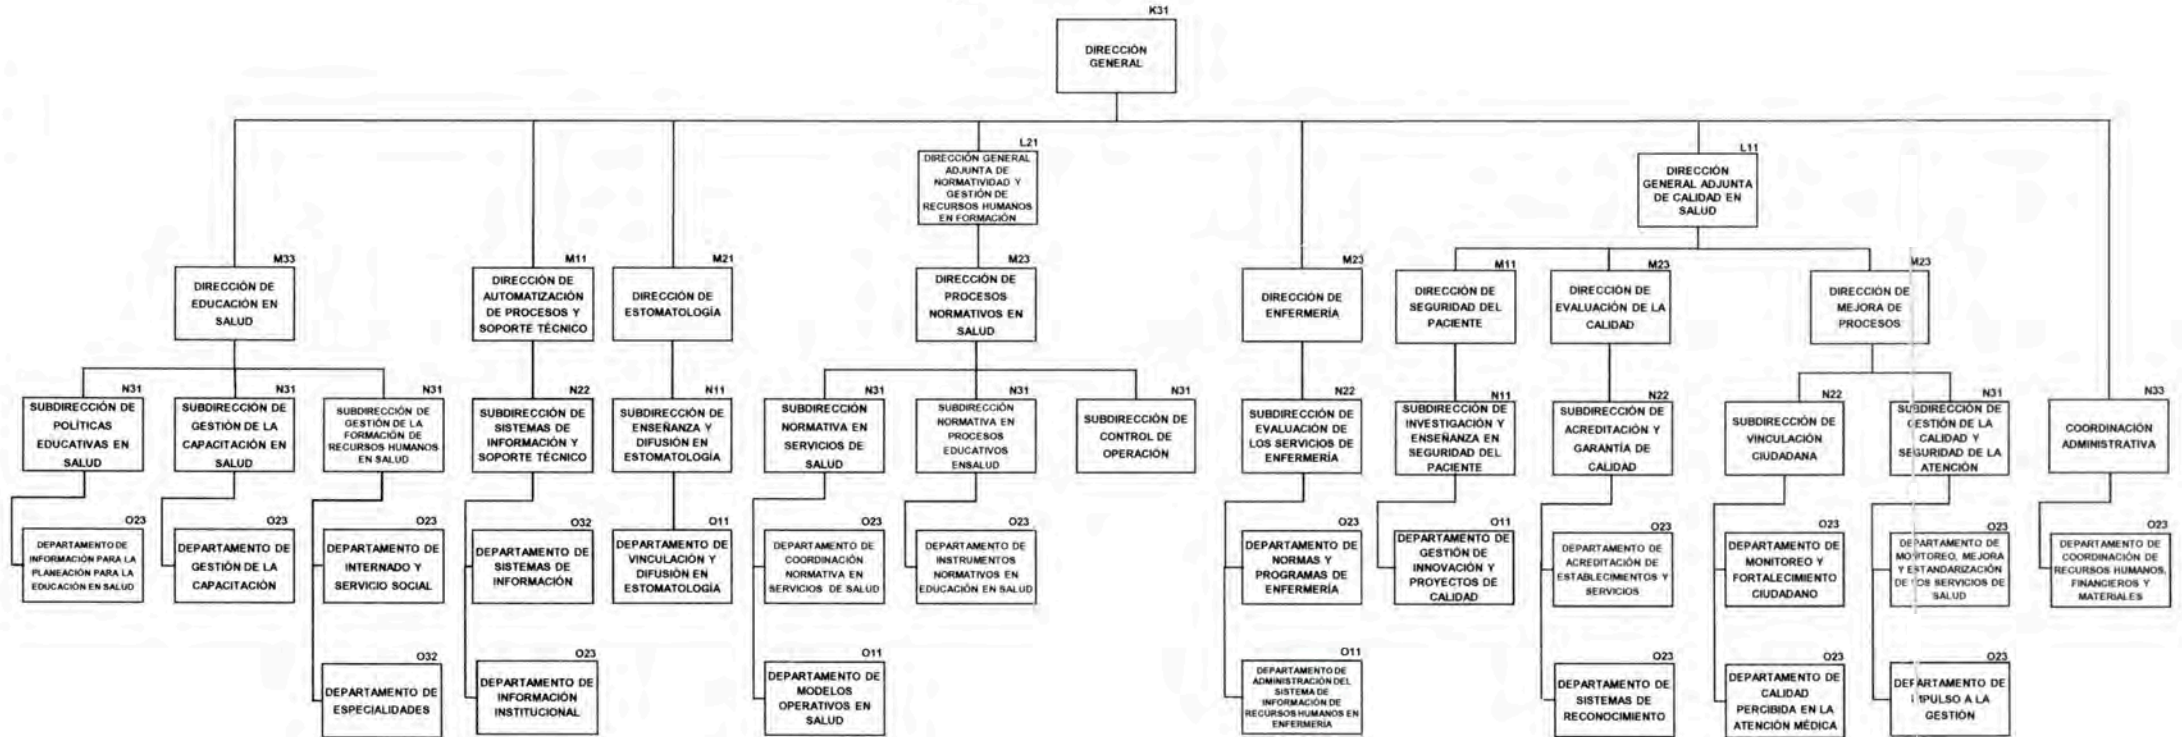 K31
DIRECCIÓN
GENERAL
L21
DIRECCIÓN GENERAL
ADJUNTA DE
NORMATIVIDAD Y
GESTIÓN DE
RECURSOS HUMANOS
EN FORMACIÓN
L11
DIRECCIÓN
GENERAL ADJUNTA
DE CALIDAD EN
SALUD
M33
DIRECCIÓN DE
EDUCACIÓN EN
SALUD
M11
DIRECCIÓN DE
AUTOMATIZACIÓN
DE PROCESOS Y
SOPORTE TÉCNICO
M21
DIRECCIÓN DE
ESTOMATOLOGÍA
M23
DIRECCIÓN DE
PROCESOS
NORMATIVOS EN
SALUD
M23
DIRECCIÓN DE
ENFERMERÍA
M11
DIRECCIÓN DE
SEGURIDAD DEL
PACIENTE
M23
DIRECCIÓN DE
EVALUACIÓN DE LA
CALIDAD
M23
DIRECCIÓN DE
MEJORA DE
PROCESOS
N31
SUBDIRECCIÓN DE
POLÍTICAS
EDUCATIVAS EN
SALUD
N31
SUBDIRECCIÓN DE
GESTIÓN DE LA
CAPACITACIÓN EN
SALUD
N31
SUBDIRECCIÓN DE
GESTIÓN DE LA
FORMACIÓN DE
RECURSOS HUMANOS
EN SALUD
N22
SUBDIRECCIÓN DE
SISTEMAS DE
INFORMACIÓN Y
SOPORTE TÉCNICO
N11
SUBDIRECCIÓN DE
ENSEÑANZA Y
DIFUSIÓN EN
ESTOMATOLOGÍA
N31
SUBDIRECCIÓN
NORMATIVA EN
SERVICIOS DE
SALUD
N31
SUBDIRECCIÓN
NORMATIVA EN
PROCESOS
EDUCATIVOS ENSALUD
N31
SUBDIRECCIÓN DE
CONTROL DE
OPERACIÓN
N22
SUBDIRECCIÓN DE
EVALUACIÓN DE
LOS SERVICIOS DE
ENFERMERÍA
N11
SUBDIRECCIÓN DE
INVESTIGACIÓN Y
ENSEÑANZA EN
SEGURIDAD DEL
PACIENTE
N22
SUBDIRECCIÓN DE
ACREDITACIÓN Y
GARANTÍA DE
CALIDAD
N22
SUBDIRECCIÓN DE
VINCULACIÓN
CIUDADANA
N31
SUBDIRECCIÓN DE
GESTIÓN DE LA
CALIDAD Y
SEGURIDAD DE LA
ATENCIÓN
N33
COORDINACIÓN
ADMINISTRATIVA
O23
DEPARTAMENTO DE
INFORMACIÓN PARA LA
PLANEACIÓN PARA LA
EDUCACIÓN EN SALUD
O23
DEPARTAMENTO DE
GESTIÓN DE LA
CAPACITACIÓN
O23
DEPARTAMENTO DE
INTERNADO Y
SERVICIO SOCIAL
O32
DEPARTAMENTO DE
SISTEMAS DE
INFORMACIÓN
O11
DEPARTAMENTO DE
VINCULACIÓN Y
DIFUSIÓN EN
ESTOMATOLOGÍA
O23
DEPARTAMENTO DE
COORDINACIÓN
NORMATIVA EN
SERVICIOS DE SALUD
O23
DEPARTAMENTO DE
INSTRUMENTOS
NORMATIVOS EN
EDUCACIÓN EN SALUD
O23
DEPARTAMENTO DE
NORMAS Y
PROGRAMAS DE
ENFERMERÍA
O11
DEPARTAMENTO DE
GESTIÓN DE
INNOVACIÓN Y
PROYECTOS DE
CALIDAD
O23
DEPARTAMENTO DE
ACREDITACIÓN DE
ESTABLECIMIENTOS Y
SERVICIOS
O23
DEPARTAMENTO DE
MONITOREO Y
FORTALECIMIENTO
CIUDADANO
O23
DEPARTAMENTO DE
MONITOREO, MEJORA
Y ESTANDARIZACIÓN
DE LOS SERVICIOS DE
SALUD
O23
DEPARTAMENTO DE
COORDINACIÓN DE
RECURSOS HUMANOS,
FINANCIEROS Y
MATERIALES
O32
DEPARTAMENTO DE
ESPECIALIDADES
O23
DEPARTAMENTO DE
INFORMACIÓN
INSTITUCIONAL
O11
DEPARTAMENTO DE
MODELOS
OPERATIVOS EN
SALUD
O11
DEPARTAMENTO DE
ADMINISTRACIÓN DEL
SISTEMA DE
INFORMACIÓN DE
RECURSOS HUMANOS EN
ENFERMERÍA
O23
DEPARTAMENTO DE
SISTEMAS DE
RECONOCIMIENTO
O23
DEPARTAMENTO DE
CALIDAD
PERCIBIDA EN LA
ATENCIÓN MÉDICA
O23
DEPARTAMENTO DE
IMPULSO A LA
GESTIÓN